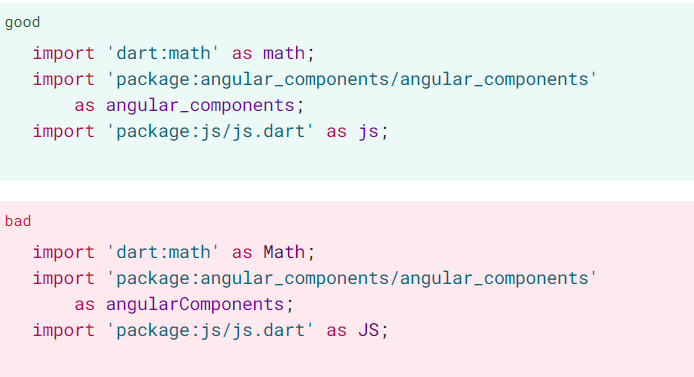 good
import 'dart:math' as math;
import 'package:angular_components/angular_components'
as angular_components;
import 'package:js/js.dart' as js;
bad
import 'dart:math' as Math;
import 'package:angular_components/angular_components'
as angularComponents;
import 'package:js/js.dart' as JS;